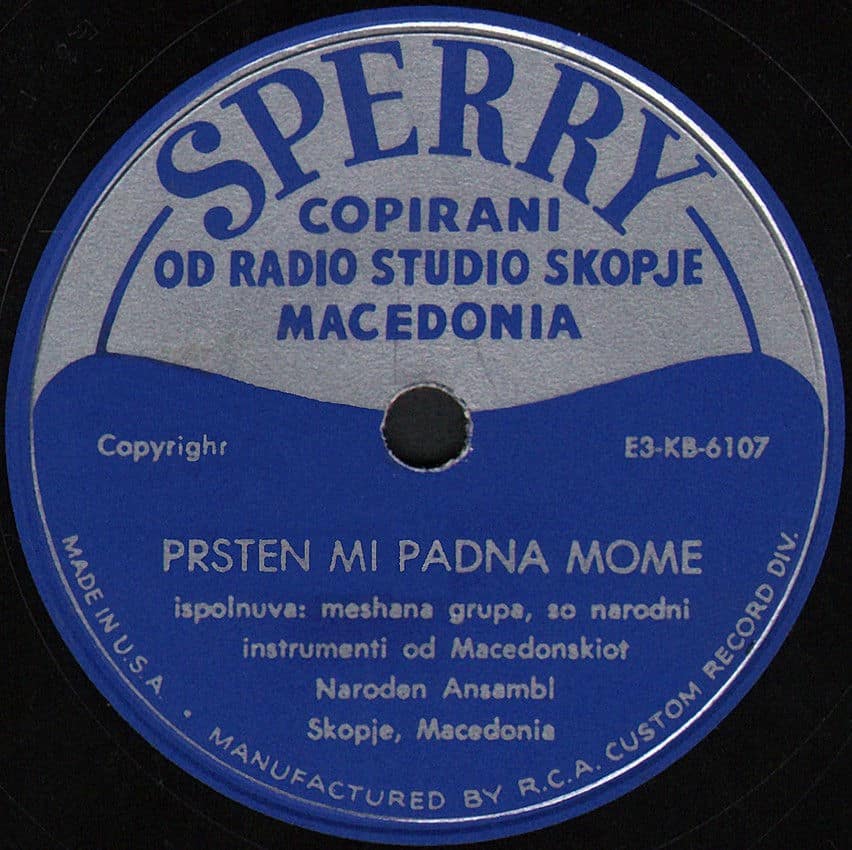 SPERRY
COPIRANI
OD RADIO STUDIO SKOPJE
MACEDONIA
Copyright
E3-KB-6107
PRSTEN MI PADNA MOME
ispolnuva: meshana grupa, so narodni
instrumenti od Macedonskiot
Naroden Ansambl
Skopje, Macedonia
MADE IN U.S.A. • MANUFACTURED BY R.C.A. CUSTOM RECORD DIV.